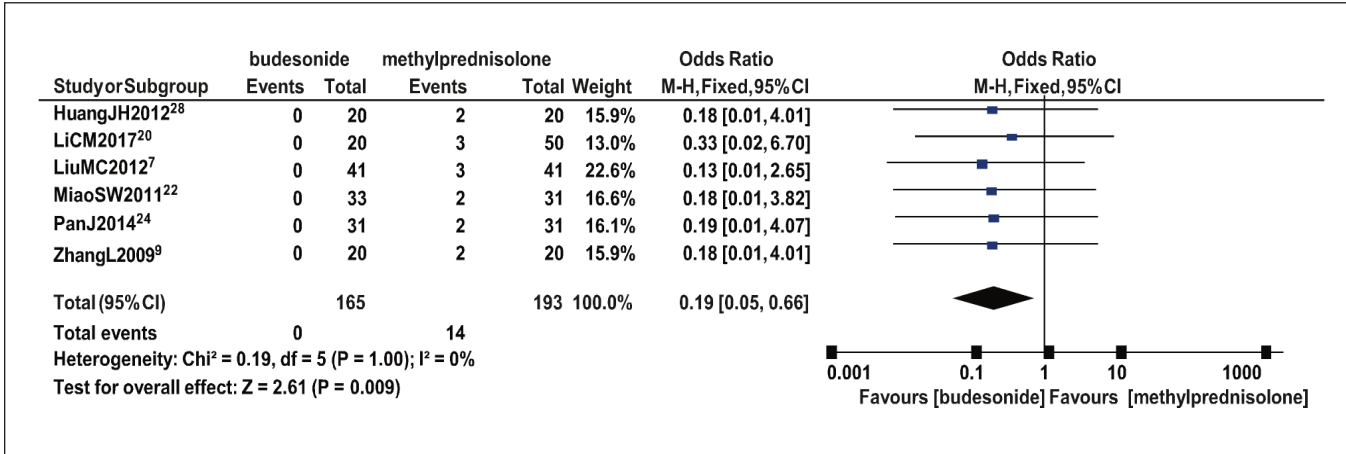 budesonide methylprednisolone Odds Ratio Odds Ratio
StudyorSubgroup Events Total Events Total Weight M-H,Fixed,95%CI M-H,Fixed,95%CI
HuangJH2012²⁸ 0 20 2 20 15.9% 0.18 [0.01,4.01]
LiCM2017²⁰ 0 20 3 50 13.0% 0.33 [0.02,6.70]
LiuMC2012⁷ 0 41 3 41 22.6% 0.13 [0.01,2.65]
MiaoSW2011²² 0 33 2 31 16.6% 0.18 [0.01,3.82]
PanJ2014²⁴ 0 31 2 31 16.1% 0.19 [0.01,4.07]
ZhangL2009⁹ 0 20 2 20 15.9% 0.18 [0.01,4.01]
Total (95%CI) 165 193 100.0% 0.19 [0.05, 0.66]
Total events 0 14
Heterogeneity: Chi² = 0.19, df = 5 (P = 1.00); I² = 0%
Test for overall effect: Z = 2.61 (P = 0.009)
0.001 0.1 1 10 1000
Favours [budesonide] Favours [methylprednisolone]